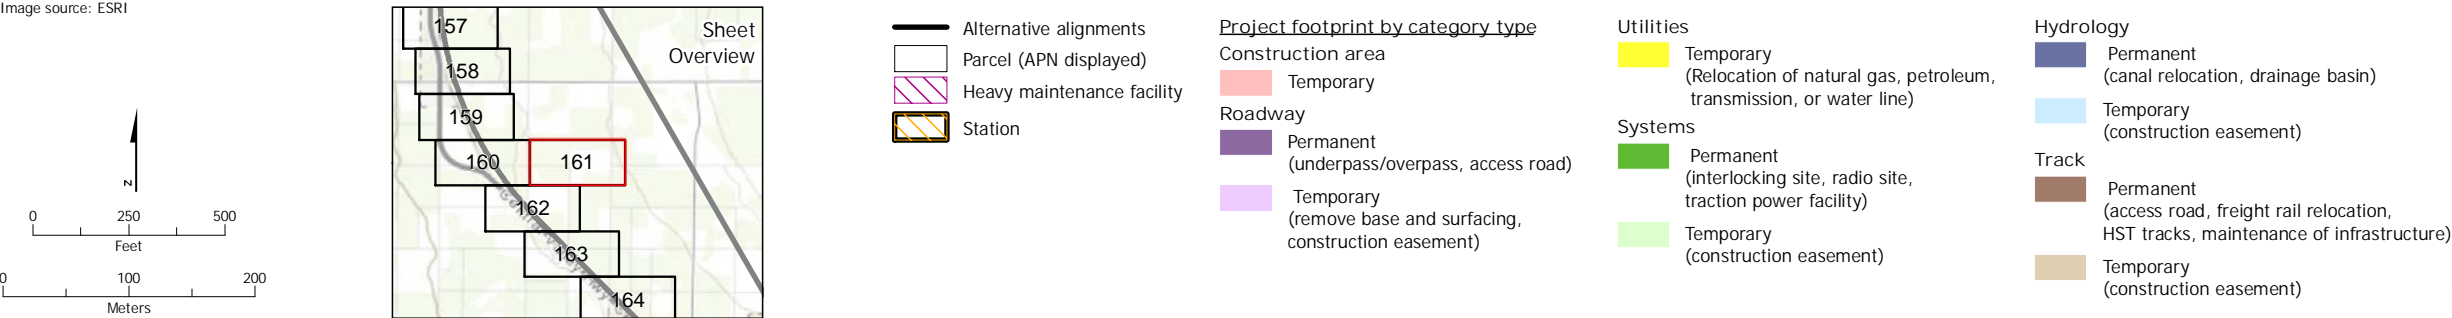 Image source: ESRI
N
0 250 500
Feet
0 100 200
Meters
Sheet
Overview
157
158
159
160
161
162
163
164
Alternative alignments
Parcel (APN displayed)
Heavy maintenance facility
Station
Project footprint by category type
Construction area
Temporary
Roadway
Permanent
(underpass/overpass, access road)
Temporary
(remove base and surfacing,
construction easement)
Utilities
Temporary
(Relocation of natural gas, petroleum,
transmission, or water line)
Systems
Permanent
(interlocking site, radio site,
traction power facility)
Temporary
(construction easement)
Hydrology
Permanent
(canal relocation, drainage basin)
Temporary
(construction easement)
Track
Permanent
(access road, freight rail relocation,
HST tracks, maintenance of infrastructure)
Temporary
(construction easement)